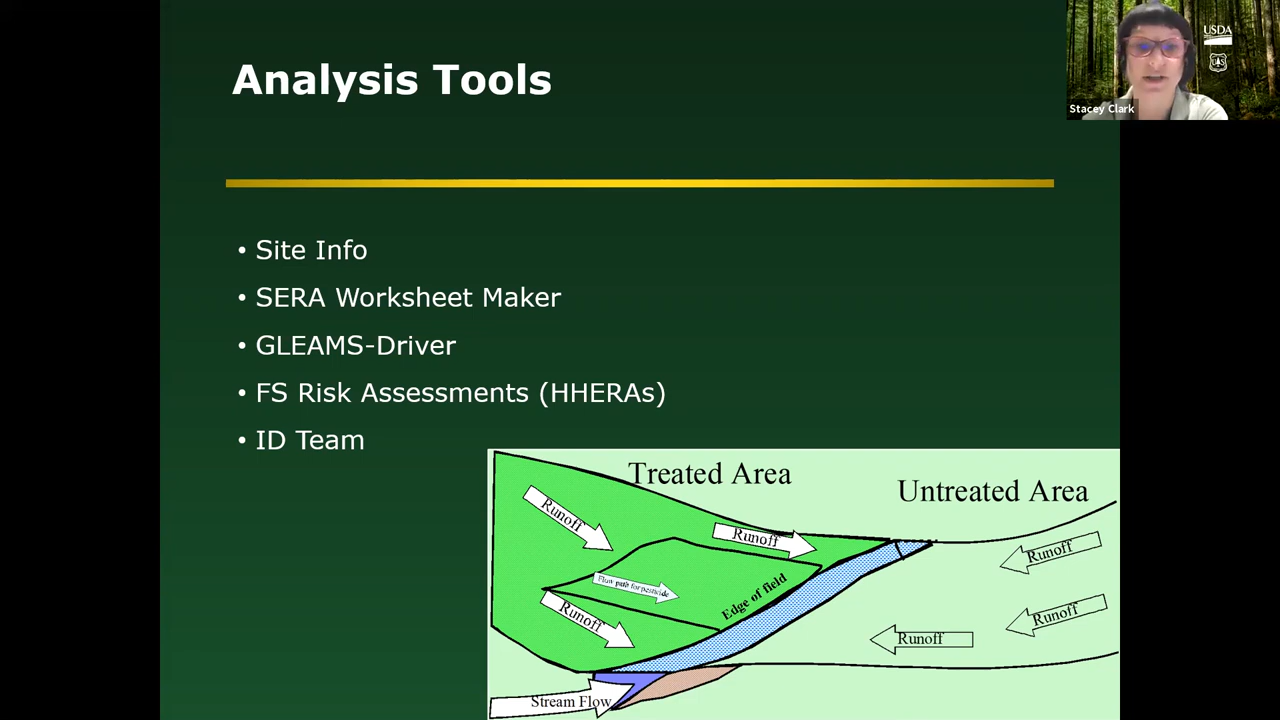 Analysis Tools
USDA
UAS
Stacey Clark
• Site Info
• SERA Worksheet Maker
• GLEAMS-Driver
• FS Risk Assessments (HHERAs)
• ID Team
Treated Area
Untreated Area
Runoff
Runoff
Runoff
Flow path for pesticide
Edge of field
Runoff
Runoff
Runoff
Stream Flow